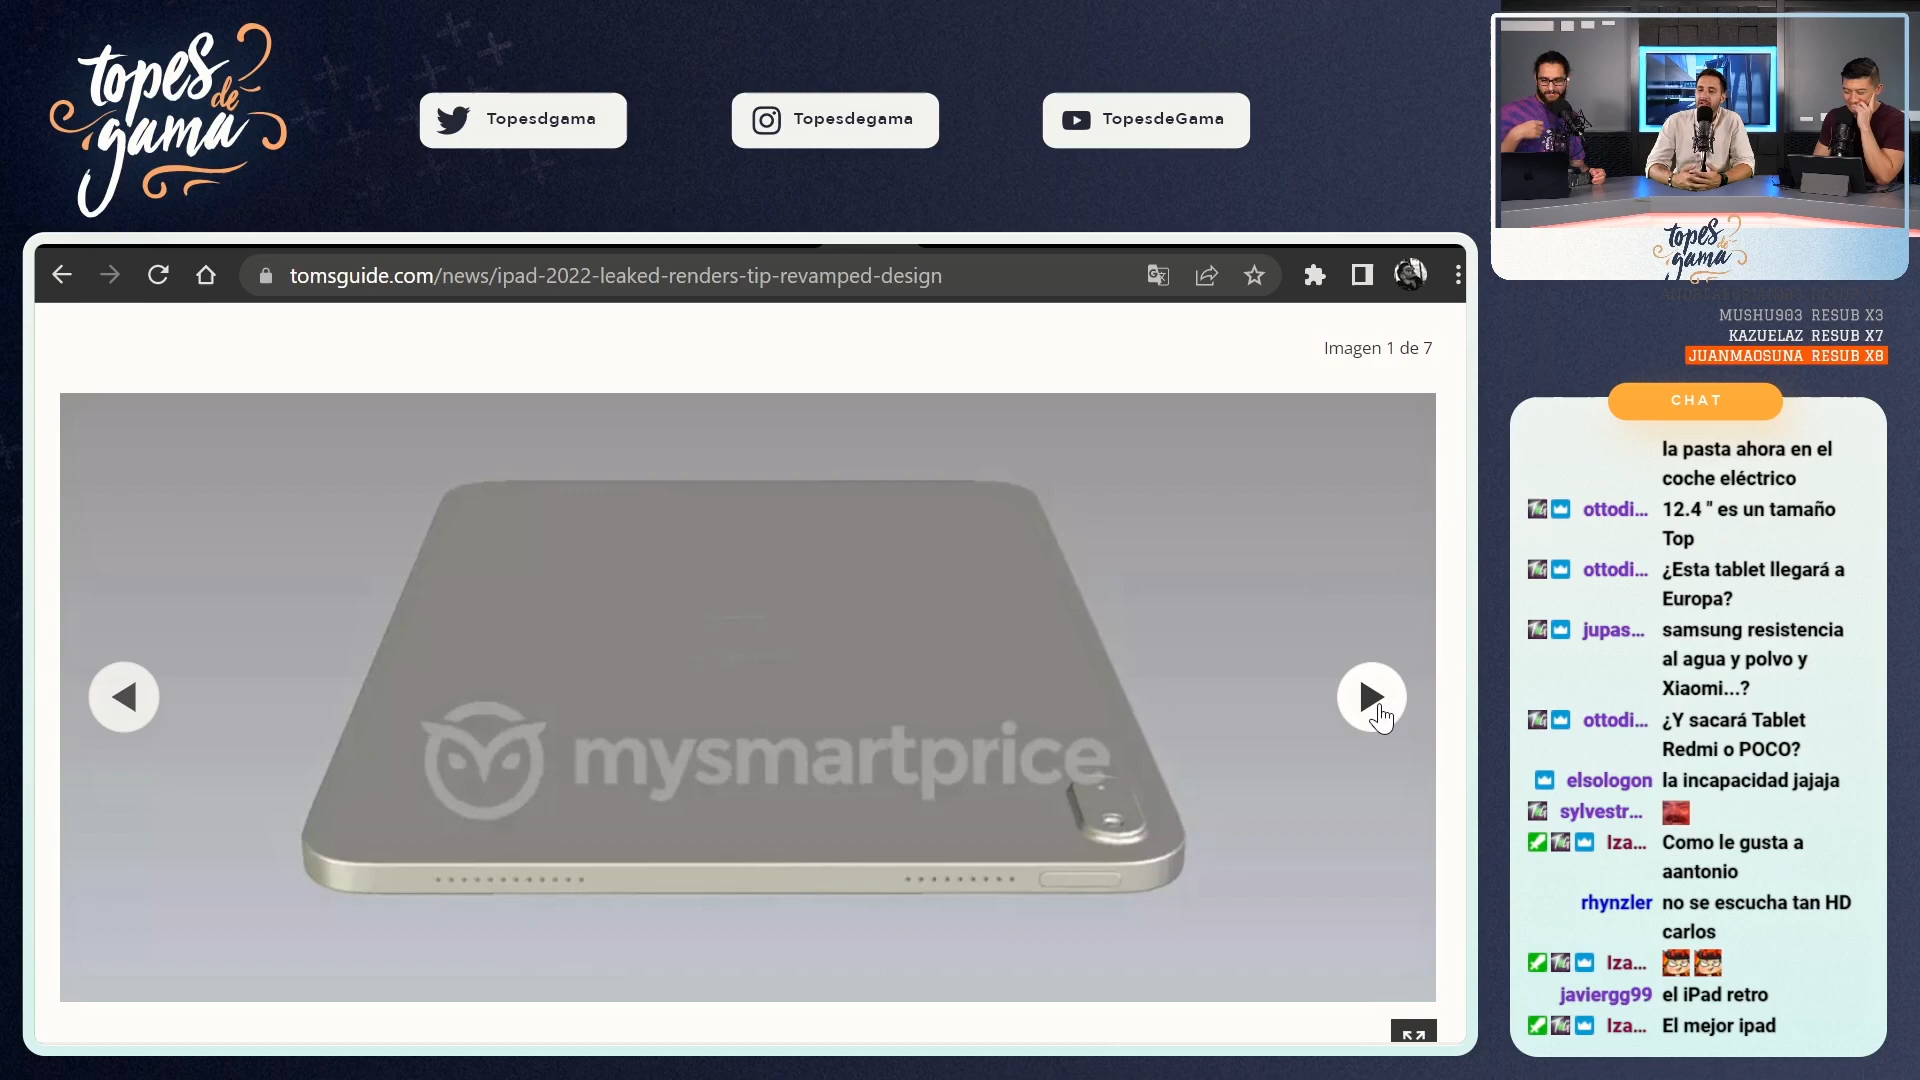 topes
de
gama
Topesdgama
Topesdegama
TopesdeGama
tomsguide.com/news/ipad-2022-leaked-renders-tip-revamped-design
Imagen 1 de 7
mysmartprice
topes
de
gama
MUSHU903 RESUB X3
KAZUELAZ RESUB X7
JUANMAOSUNA RESUB X8
CHAT
la pasta ahora en el
coche eléctrico
ottodi... 12.4 " es un tamaño
Top
ottodi... ¿Esta tablet llegará a
Europa?
jupas... samsung resistencia
al agua y polvo y
Xiaomi...?
ottodi... ¿Y sacará Tablet
Redmi o POCO?
elsologon la incapacidad jajaja
sylvestr...
Iza... Como le gusta a
aantonio
rhynzler no se escucha tan HD
carlos
Iza...
javiergg99 el iPad retro
Iza... El mejor ipad